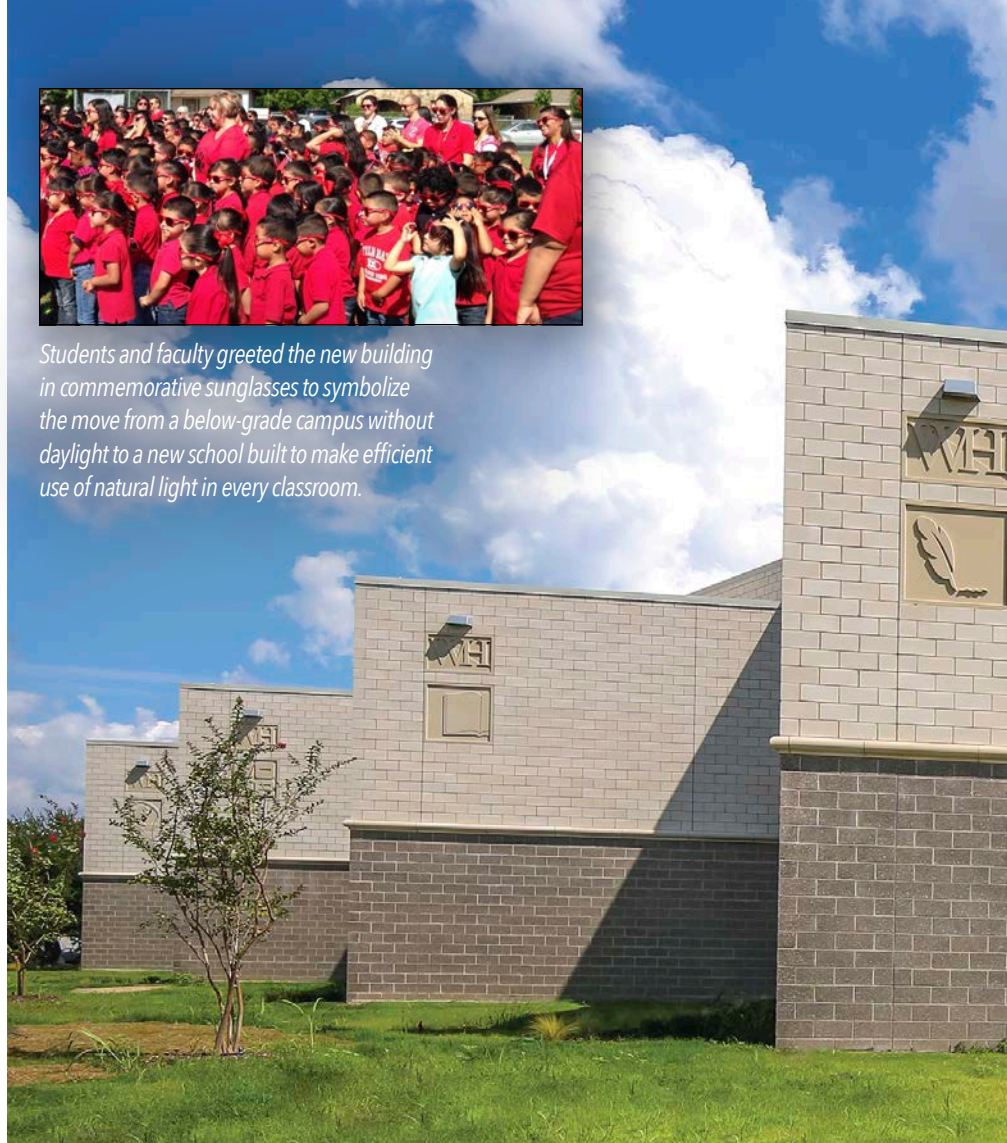 Students and faculty greeted the new building
in commemorative sunglasses to symbolize
the move from a below-grade campus without
daylight to a new school built to make efficient
use of natural light in every classroom.
WH
WH